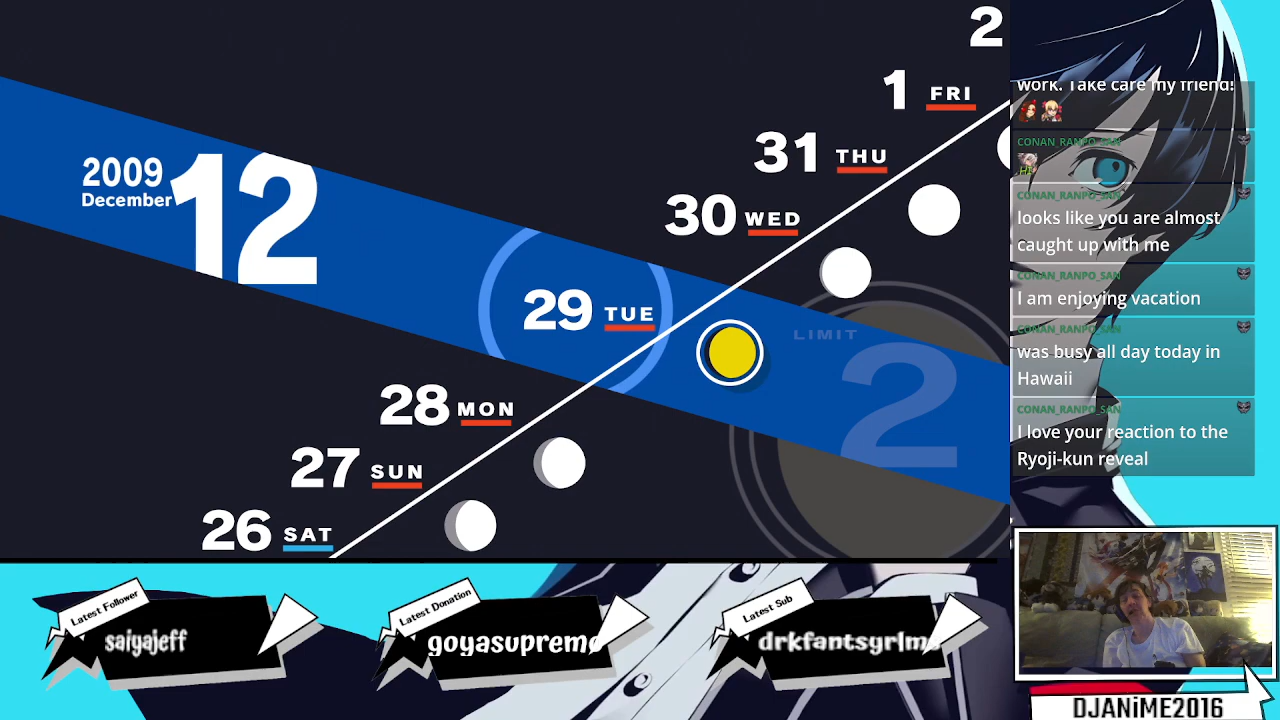 2
1 FRI
31 THU
30 WED
2009
December
12
29 TUE
LIMIT
2
28 MON
27 SUN
26 SAT
work. Take care my friend!
CONAN_RANPO_SAN
CONAN_RANPO_SAN
looks like you are almost
caught up with me
CONAN_RANPO_SAN
I am enjoying vacation
CONAN_RANPO_SAN
was busy all day today in
Hawaii
CONAN_RANPO_SAN
I love your reaction to the
Ryoji-kun reveal
Latest Follower
saiyajeff
Latest Donation
goyasupreme
Latest Sub
drkfantsyrlms
DJANiME2016